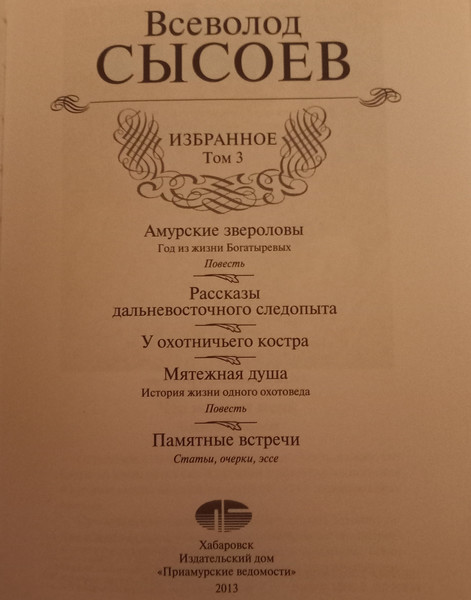 Всеволод
СЫСОЕВ
ИЗБРАННОЕ
Том 3
Амурские звероловы
Год из жизни Богатыревых
Повесть
Рассказы
дальневосточного следопыта
У охотничьего костра
Мятежная душа
История жизни одного охотоведа
Повесть
Памятные встречи
Статьи, очерки, эссе
Хабаровск
Издательский дом
«Приамурские ведомости»
2013